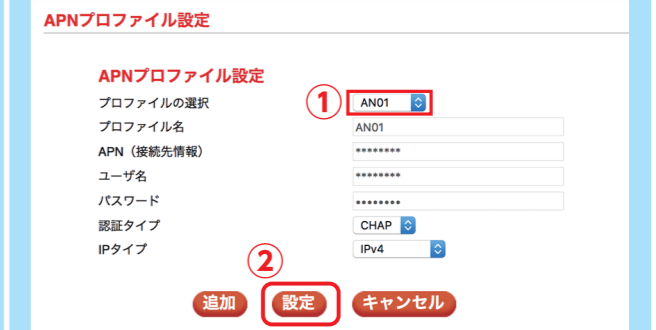 APNプロファイル設定
APNプロファイル設定
プロファイルの選択 ① AN01
プロファイル名 AN01
APN（接続先情報） ********
ユーザ名 ********
パスワード ••••••••
認証タイプ CHAP
IPタイプ IPv4
②
追加 設定 キャンセル